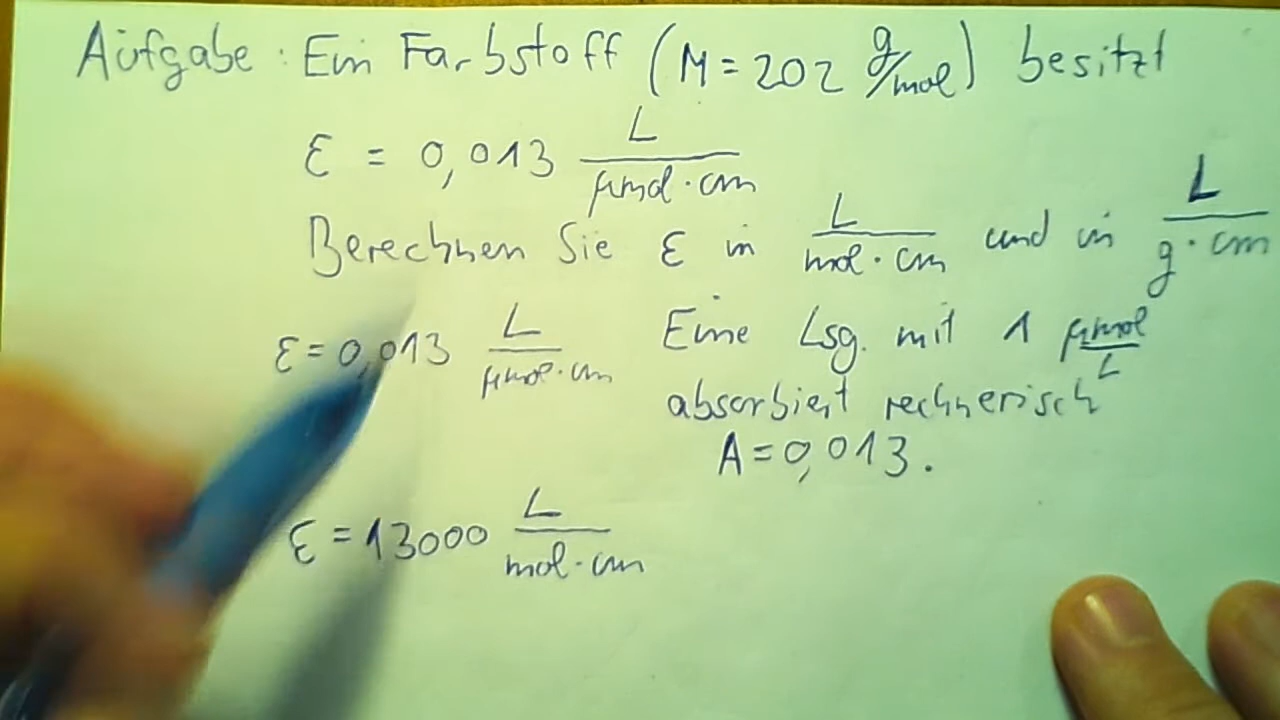 Aufgabe: Ein Farbstoff (M = 202 g/mol) besitzt
ε = 0,013 L/(µmol · cm)
Berechnen Sie ε in L/(mol · cm) und in L/(g · cm)
ε = 0,013 L/(µmol · cm)
Eine Lsg. mit 1 µmol/L
absorbiert rechnerisch
A = 0,013.
ε = 13000 L/(mol · cm)